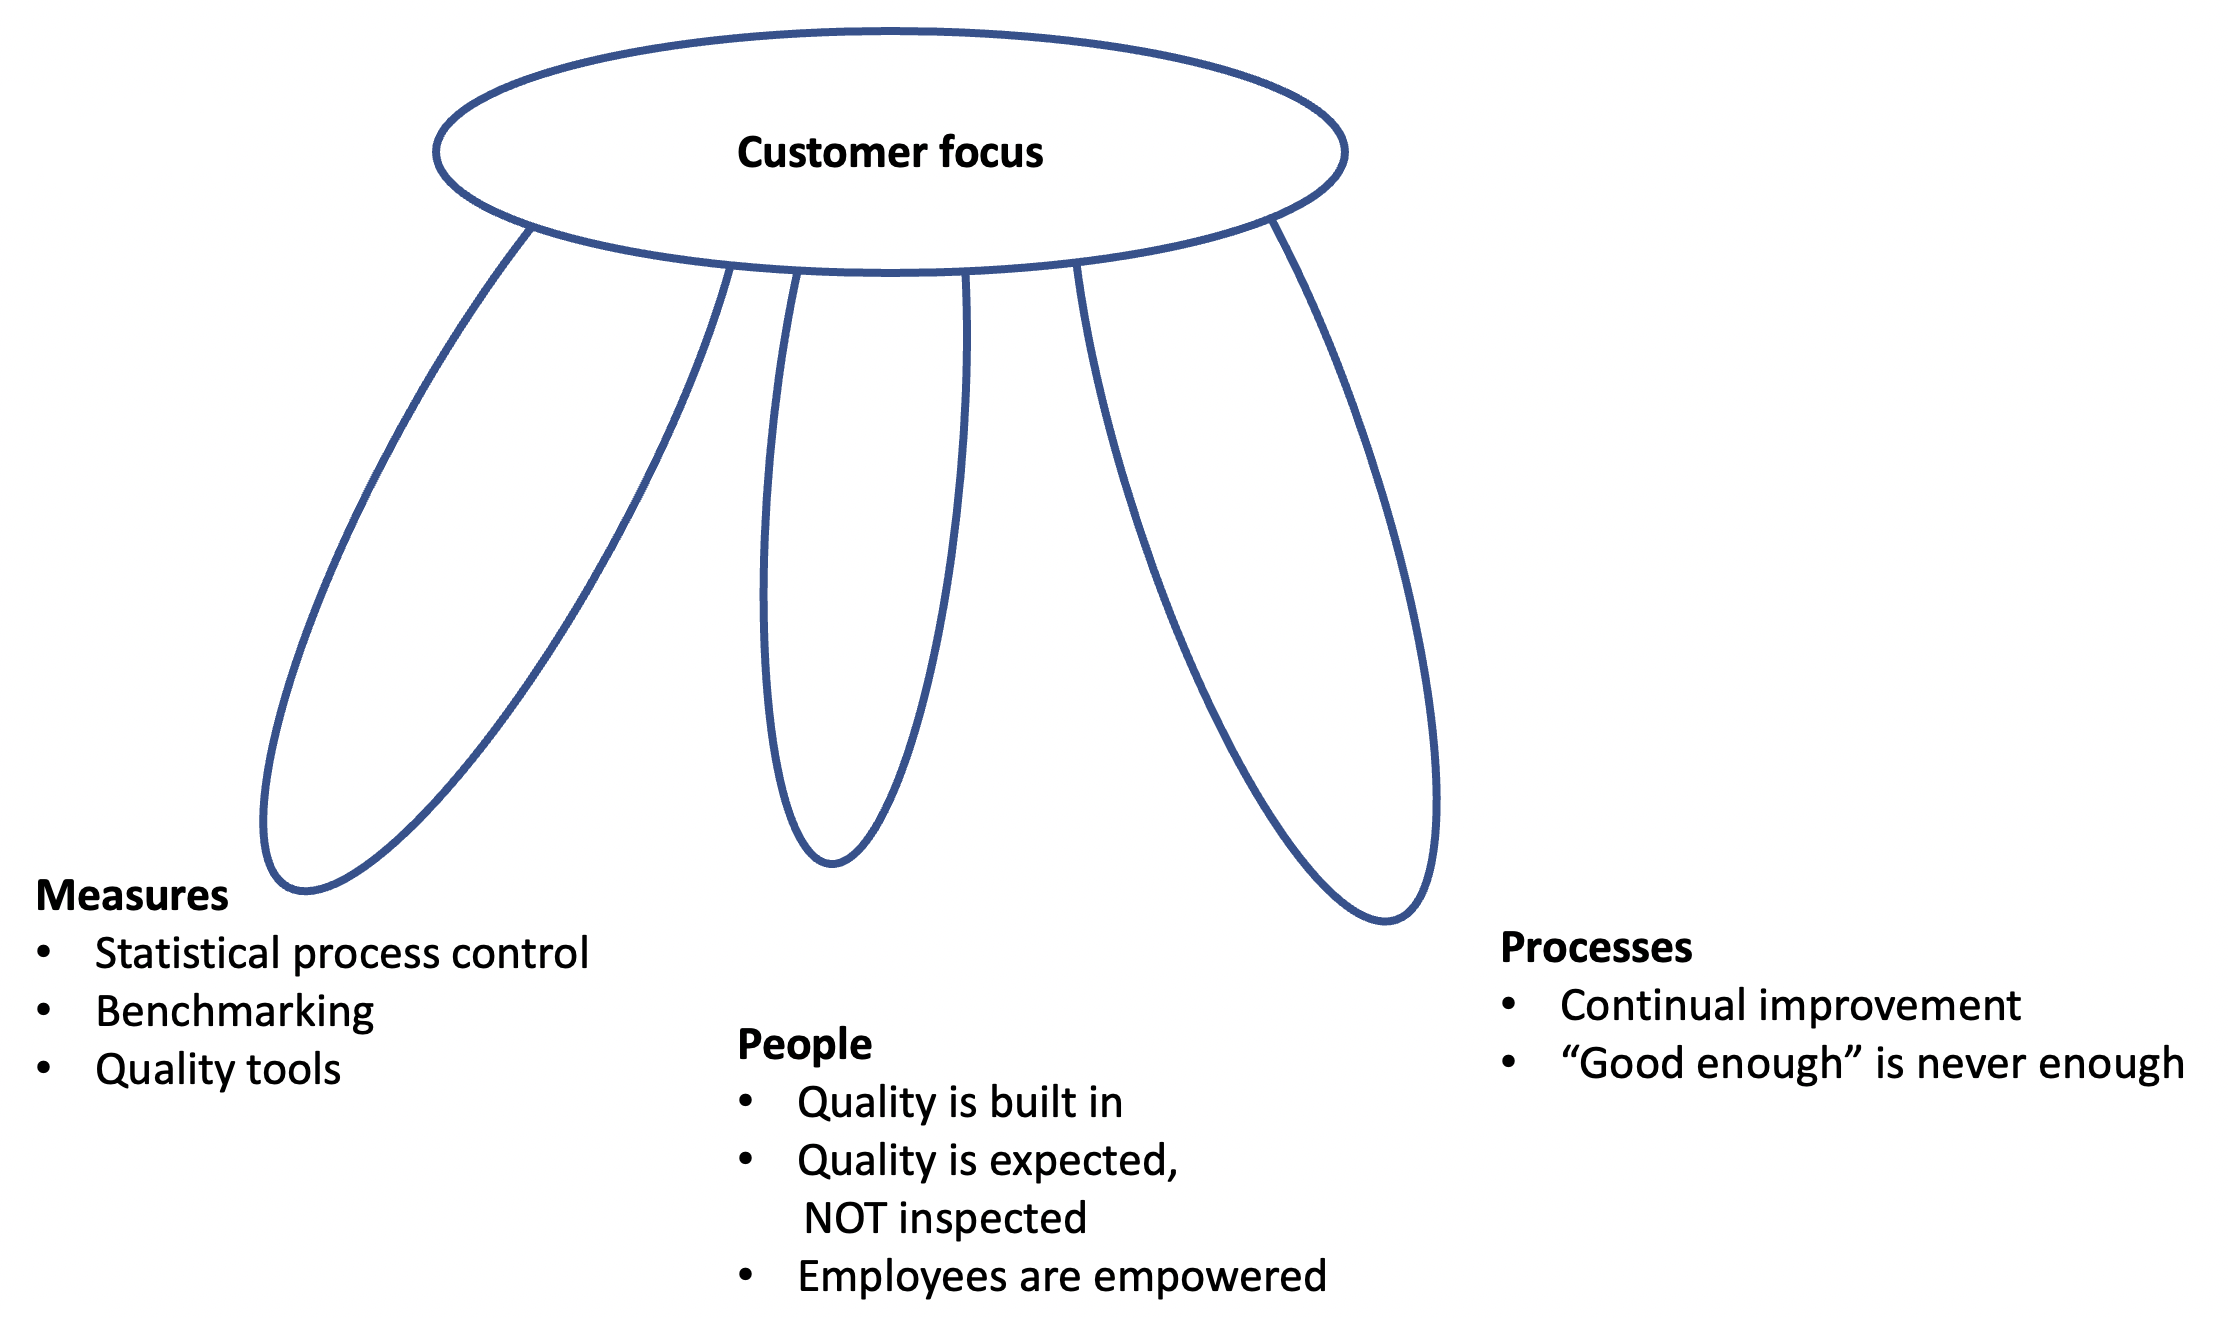 Customer focus
Measures
• Statistical process control
• Benchmarking
• Quality tools
People
• Quality is built in
• Quality is expected,
NOT inspected
• Employees are empowered
Processes
• Continual improvement
• “Good enough” is never enough